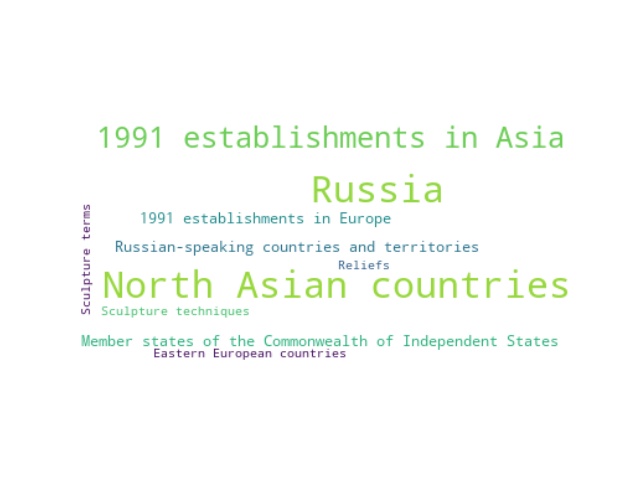 1991 establishments in Asia
Russia
Sculpture terms
1991 establishments in Europe
Russian-speaking countries and territories
Reliefs
North Asian countries
Sculpture techniques
Member states of the Commonwealth of Independent States
Eastern European countries